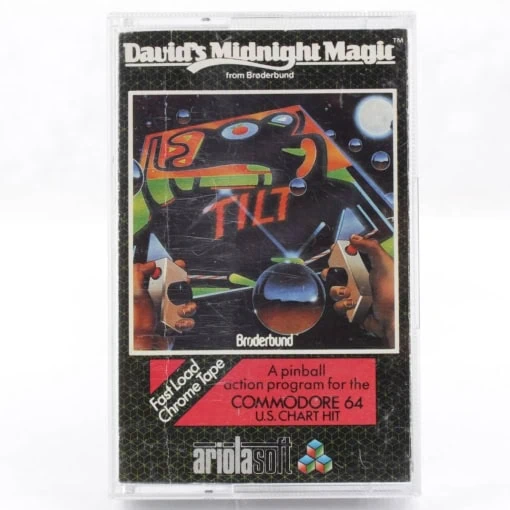 David's Midnight Magic™
from Brøderbund
TILT
Brøderbund
Fast Load
Chrome Tape
A pinball
action program for the
COMMODORE 64
U.S. CHART HIT
ariolasoft